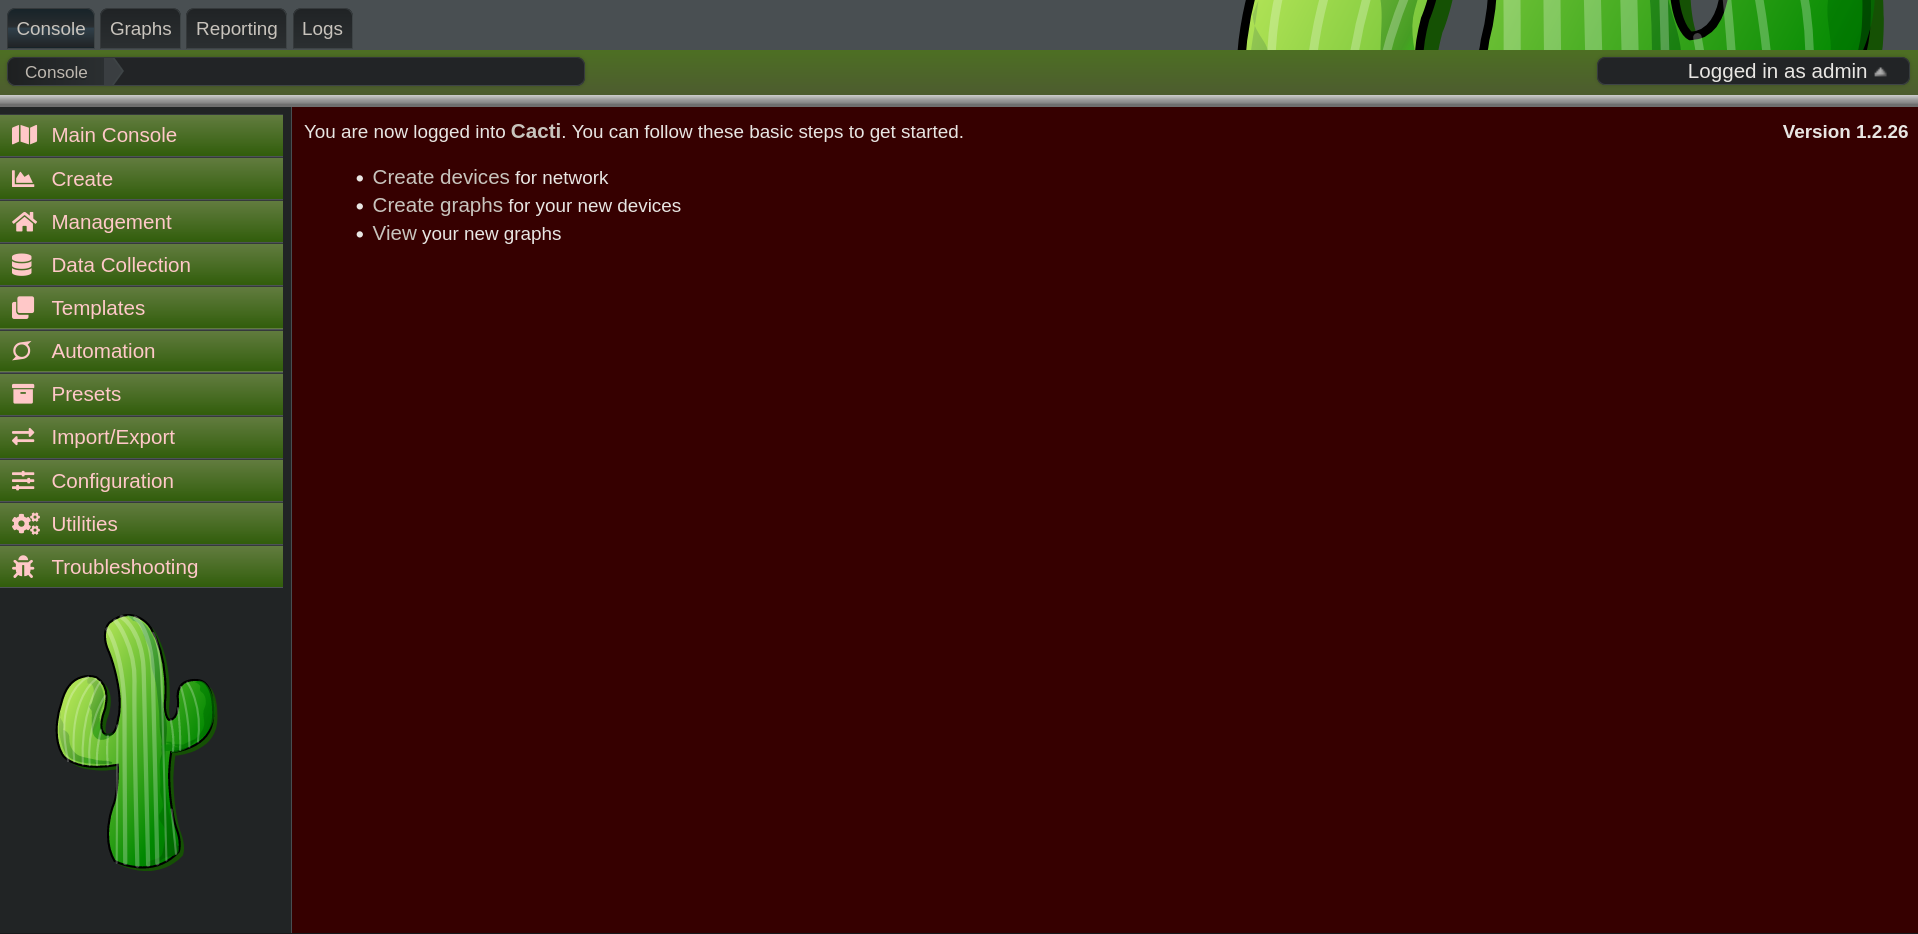 Console Graphs Reporting Logs
Console
Logged in as admin
Main Console
Create
Management
Data Collection
Templates
Automation
Presets
Import/Export
Configuration
Utilities
Troubleshooting
You are now logged into Cacti. You can follow these basic steps to get started.
Version 1.2.26
• Create devices for network
• Create graphs for your new devices
• View your new graphs